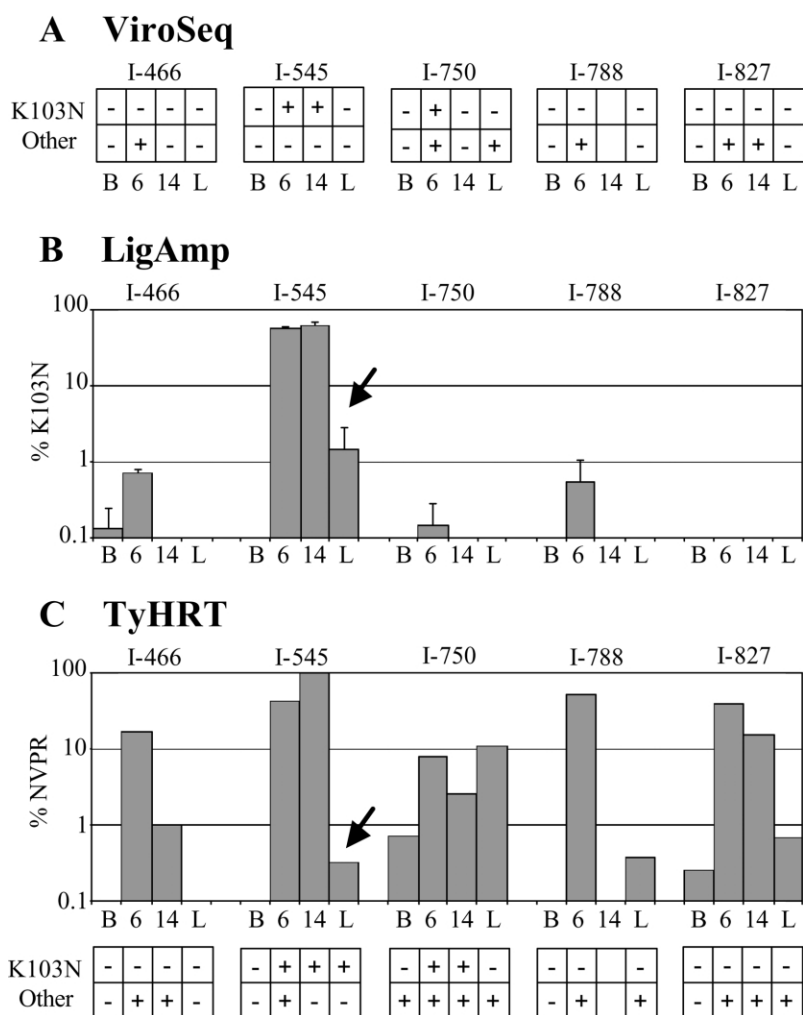 A ViroSeq
I-466 I-545 I-750 I-788 I-827
K103N - - - - - + + - - + - - - - - - - - -
Other - + - - - - - - - + - + - + - - + + -
B 6 14 L B 6 14 L B 6 14 L B 6 14 L B 6 14 L
B LigAmp
I-466 I-545 I-750 I-788 I-827
100
10
1
0.1
% K103N
B 6 14 L B 6 14 L B 6 14 L B 6 14 L B 6 14 L
C TyHRT
I-466 I-545 I-750 I-788 I-827
100
10
1
0.1
% NVPR
B 6 14 L B 6 14 L B 6 14 L B 6 14 L B 6 14 L
K103N - - - - - + + + - + + - - - - - - - -
Other - + + - - + - - + + + + - + + - + + +